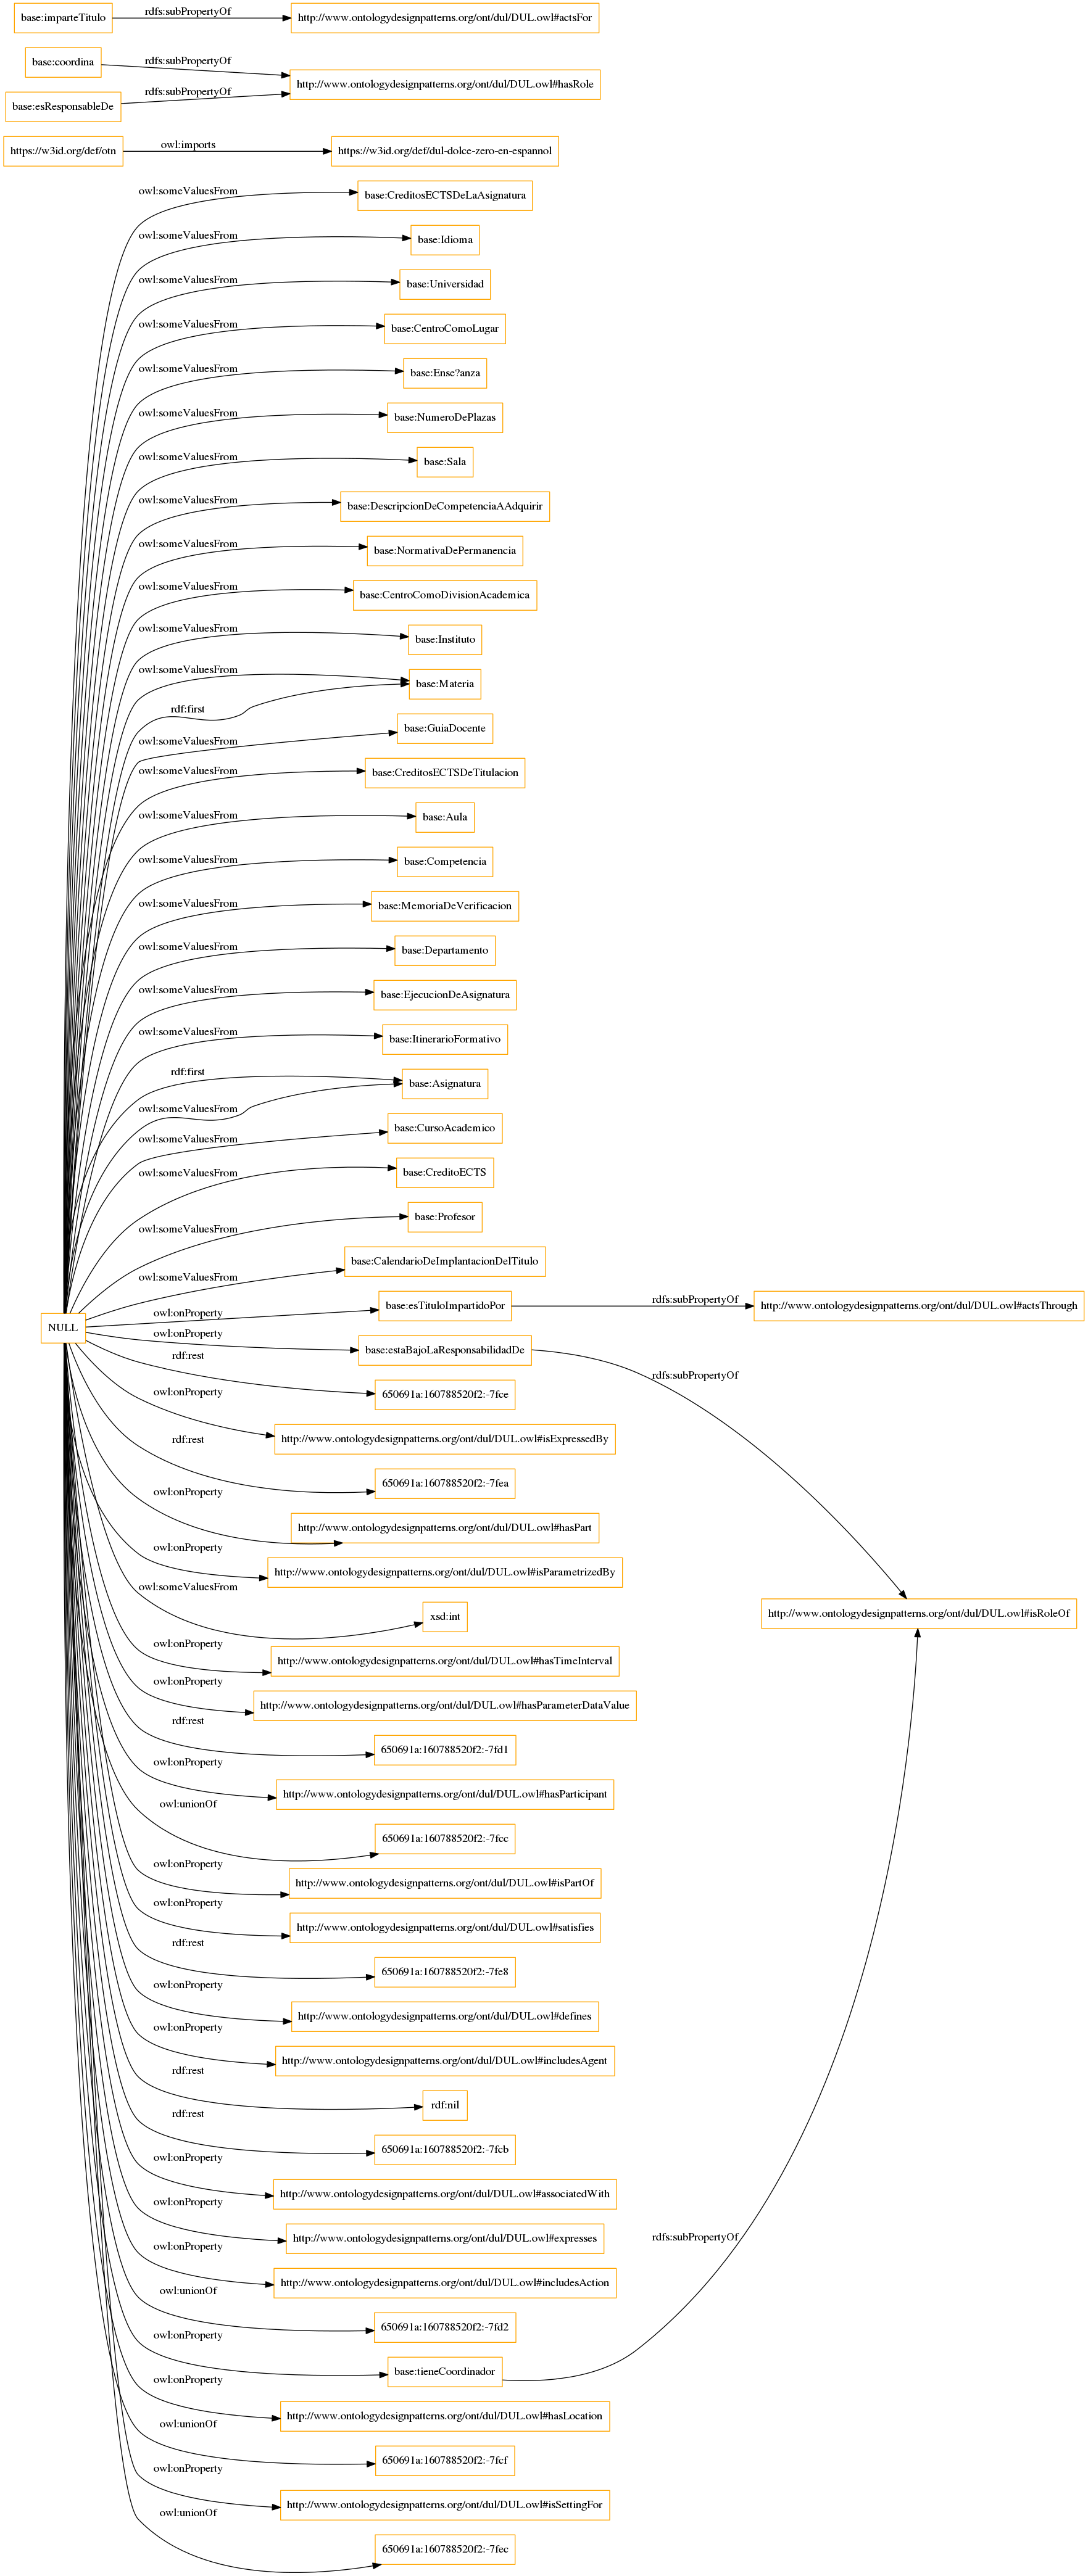 base:imparteTitulo rdfs:subPropertyOf http://www.ontologydesignpatterns.org/ont/dul/DUL.owl#actsFor
base:coordina rdfs:subPropertyOf
http://www.ontologydesignpatterns.org/ont/dul/DUL.owl#hasRole
base:esResponsableDe rdfs:subPropertyOf
https://w3id.org/def/otn owl:imports https://w3id.org/def/dul-dolce-zero-en-espannol
owl:someValuesFrom base:CreditosECTSDeLaAsignatura
owl:someValuesFrom base:Idioma
owl:someValuesFrom base:Universidad
owl:someValuesFrom base:CentroComoLugar
owl:someValuesFrom base:Ense?anza
owl:someValuesFrom base:NumeroDePlazas
owl:someValuesFrom base:Sala
owl:someValuesFrom base:DescripcionDeCompetenciaAAdquirir
owl:someValuesFrom base:NormativaDePermanencia
owl:someValuesFrom base:CentroComoDivisionAcademica
owl:someValuesFrom base:Instituto
owl:someValuesFrom base:Materia
rdf:first
owl:someValuesFrom base:GuiaDocente
owl:someValuesFrom base:CreditosECTSDeTitulacion
owl:someValuesFrom base:Aula
owl:someValuesFrom base:Competencia
owl:someValuesFrom base:MemoriaDeVerificacion
owl:someValuesFrom base:Departamento
owl:someValuesFrom base:EjecucionDeAsignatura
owl:someValuesFrom base:ItinerarioFormativo
rdf:first base:Asignatura
owl:someValuesFrom
owl:someValuesFrom base:CursoAcademico
owl:someValuesFrom base:CreditoECTS
owl:someValuesFrom base:Profesor
owl:someValuesFrom base:CalendarioDeImplantacionDelTitulo
NULL
owl:onProperty base:esTituloImpartidoPor rdfs:subPropertyOf http://www.ontologydesignpatterns.org/ont/dul/DUL.owl#actsThrough
owl:onProperty base:estaBajoLaResponsabilidadDe rdfs:subPropertyOf
rdf:rest 650691a:160788520f2:-7fce
owl:onProperty http://www.ontologydesignpatterns.org/ont/dul/DUL.owl#isExpressedBy
rdf:rest 650691a:160788520f2:-7fea
owl:onProperty http://www.ontologydesignpatterns.org/ont/dul/DUL.owl#hasPart
owl:onProperty http://www.ontologydesignpatterns.org/ont/dul/DUL.owl#isParametrizedBy
owl:someValuesFrom xsd:int
http://www.ontologydesignpatterns.org/ont/dul/DUL.owl#isRoleOf
owl:onProperty http://www.ontologydesignpatterns.org/ont/dul/DUL.owl#hasTimeInterval
owl:onProperty http://www.ontologydesignpatterns.org/ont/dul/DUL.owl#hasParameterDataValue
rdf:rest 650691a:160788520f2:-7fd1
owl:onProperty http://www.ontologydesignpatterns.org/ont/dul/DUL.owl#hasParticipant
owl:unionOf 650691a:160788520f2:-7fcc
owl:onProperty http://www.ontologydesignpatterns.org/ont/dul/DUL.owl#isPartOf
owl:onProperty http://www.ontologydesignpatterns.org/ont/dul/DUL.owl#satisfies
rdf:rest 650691a:160788520f2:-7fe8
owl:onProperty http://www.ontologydesignpatterns.org/ont/dul/DUL.owl#defines
owl:onProperty http://www.ontologydesignpatterns.org/ont/dul/DUL.owl#includesAgent
rdf:rest rdf:nil
rdf:rest 650691a:160788520f2:-7fcb
owl:onProperty http://www.ontologydesignpatterns.org/ont/dul/DUL.owl#associatedWith
owl:onProperty http://www.ontologydesignpatterns.org/ont/dul/DUL.owl#expresses
owl:onProperty http://www.ontologydesignpatterns.org/ont/dul/DUL.owl#includesAction
owl:unionOf 650691a:160788520f2:-7fd2
owl:onProperty base:tieneCoordinador rdfs:subPropertyOf
owl:onProperty http://www.ontologydesignpatterns.org/ont/dul/DUL.owl#hasLocation
owl:unionOf 650691a:160788520f2:-7fcf
owl:onProperty http://www.ontologydesignpatterns.org/ont/dul/DUL.owl#isSettingFor
owl:unionOf 650691a:160788520f2:-7fec